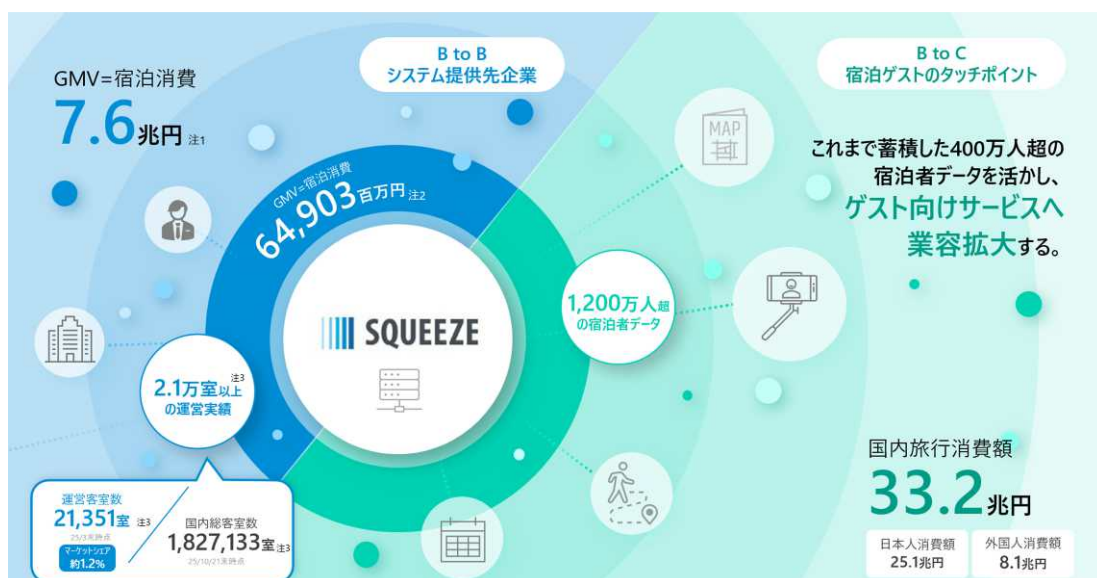 B to B
システム提供先企業
GMV=宿泊消費
7.6兆円 注1
GMV=宿泊消費
64,903百万円 注2
SQUEEZE
2.1万室以上 注3
の運営実績
運営客室数
21,351室 注3
25/3末時点
マーケットシェア
約1.2%
国内総客室数
1,827,133室 注3
25/10/21末時点
B to C
宿泊ゲストのタッチポイント
MAP
これまで蓄積した400万人超の
宿泊者データを活かし、
ゲスト向けサービスへ
業容拡大する。
1,200万人超
の宿泊者データ
国内旅行消費額
33.2兆円
日本人消費額
25.1兆円
外国人消費額
8.1兆円